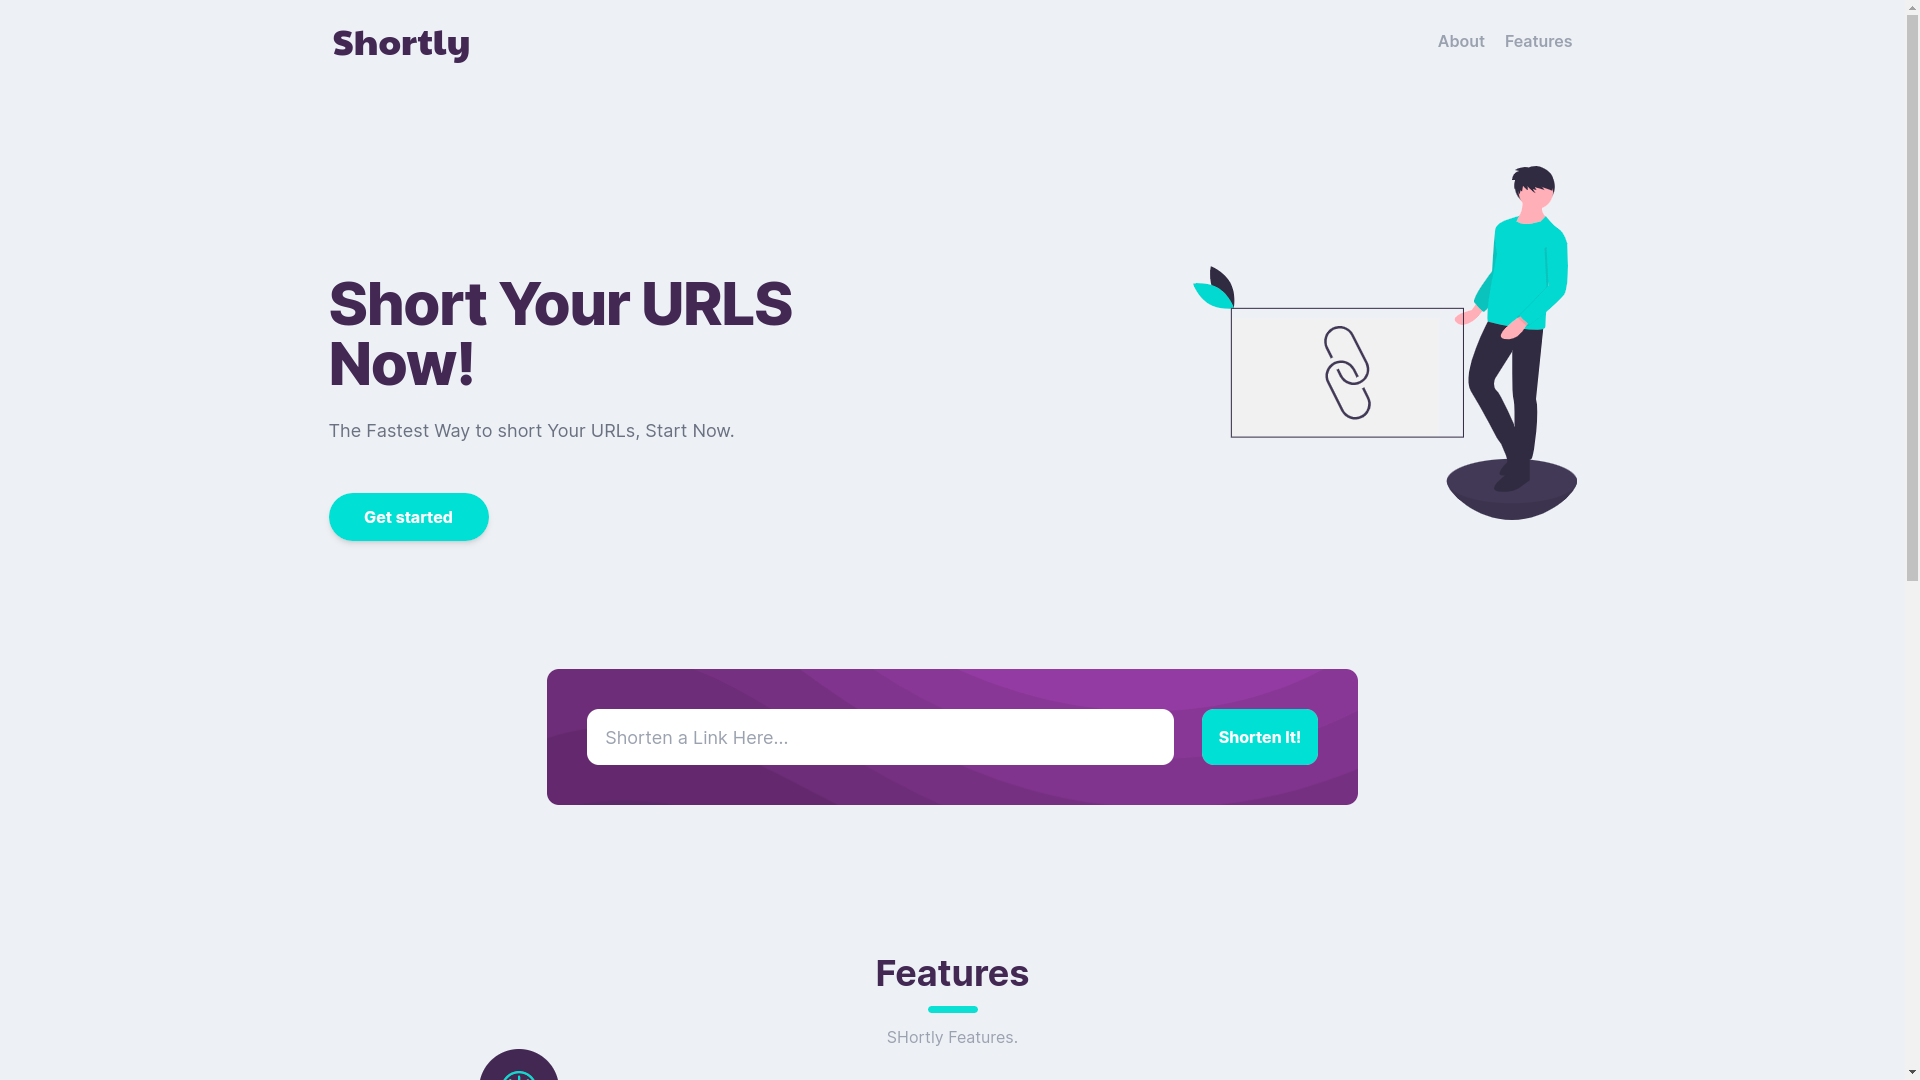 Shortly
About Features
Short Your URLS
Now!
The Fastest Way to short Your URLs, Start Now.
Get started
Shorten a Link Here...
Shorten It!
Features
SHortly Features.